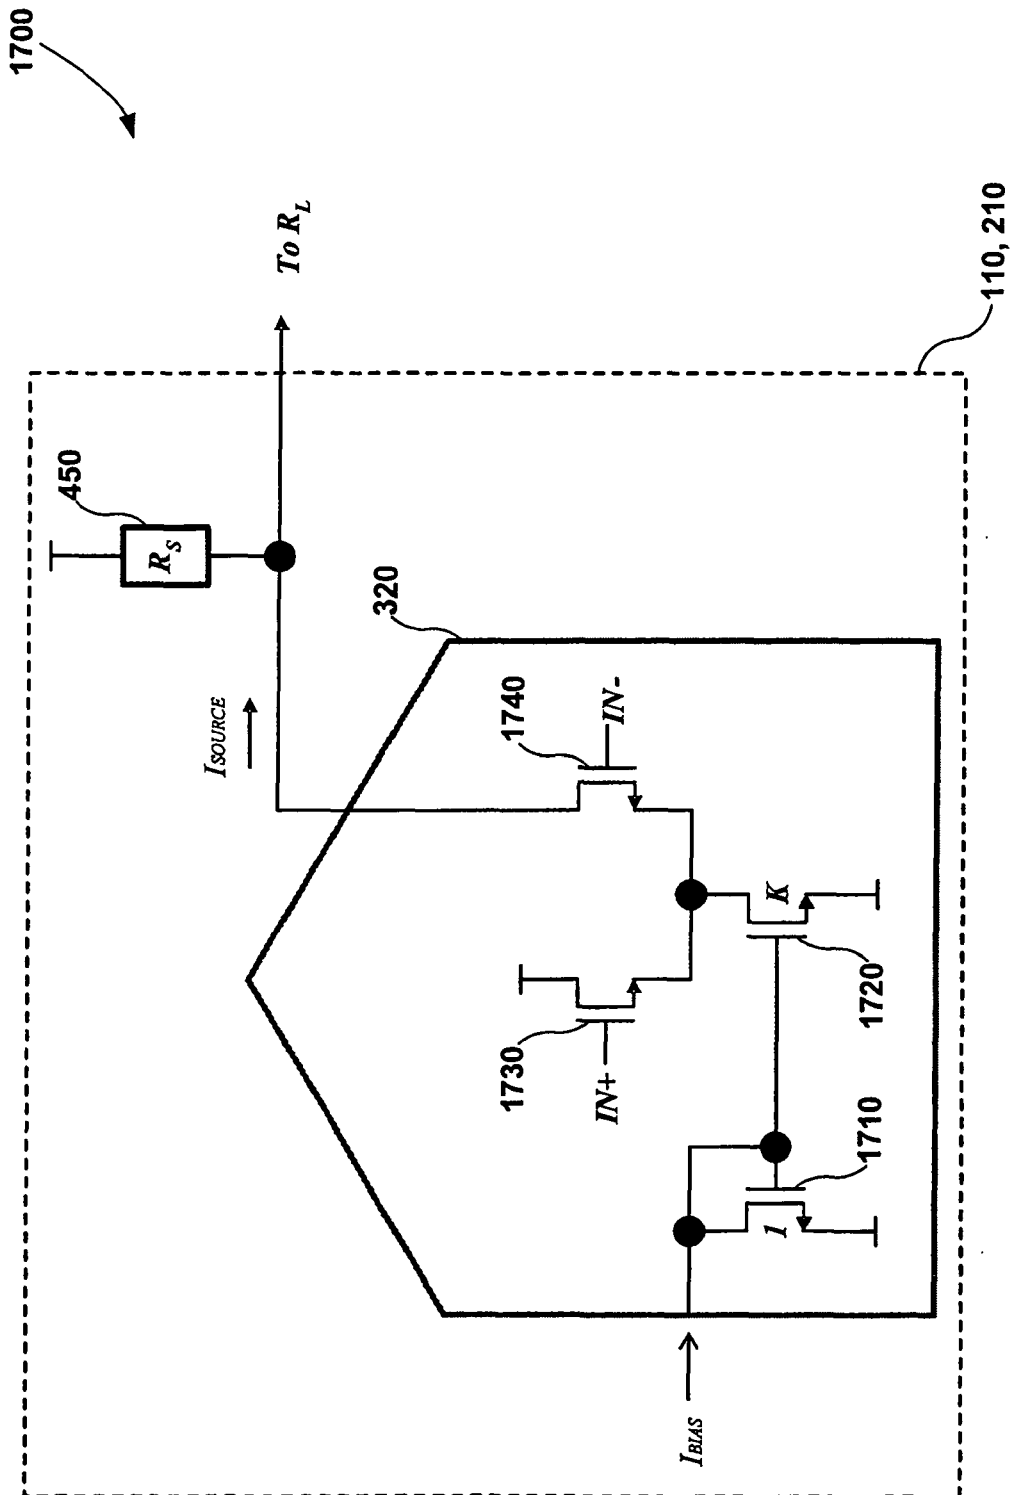 1700
To R_L
110, 210
450
R_S
320
I_SOURCE
1740
IN-
1730
IN+
K
1720
1710
1
I_BIAS